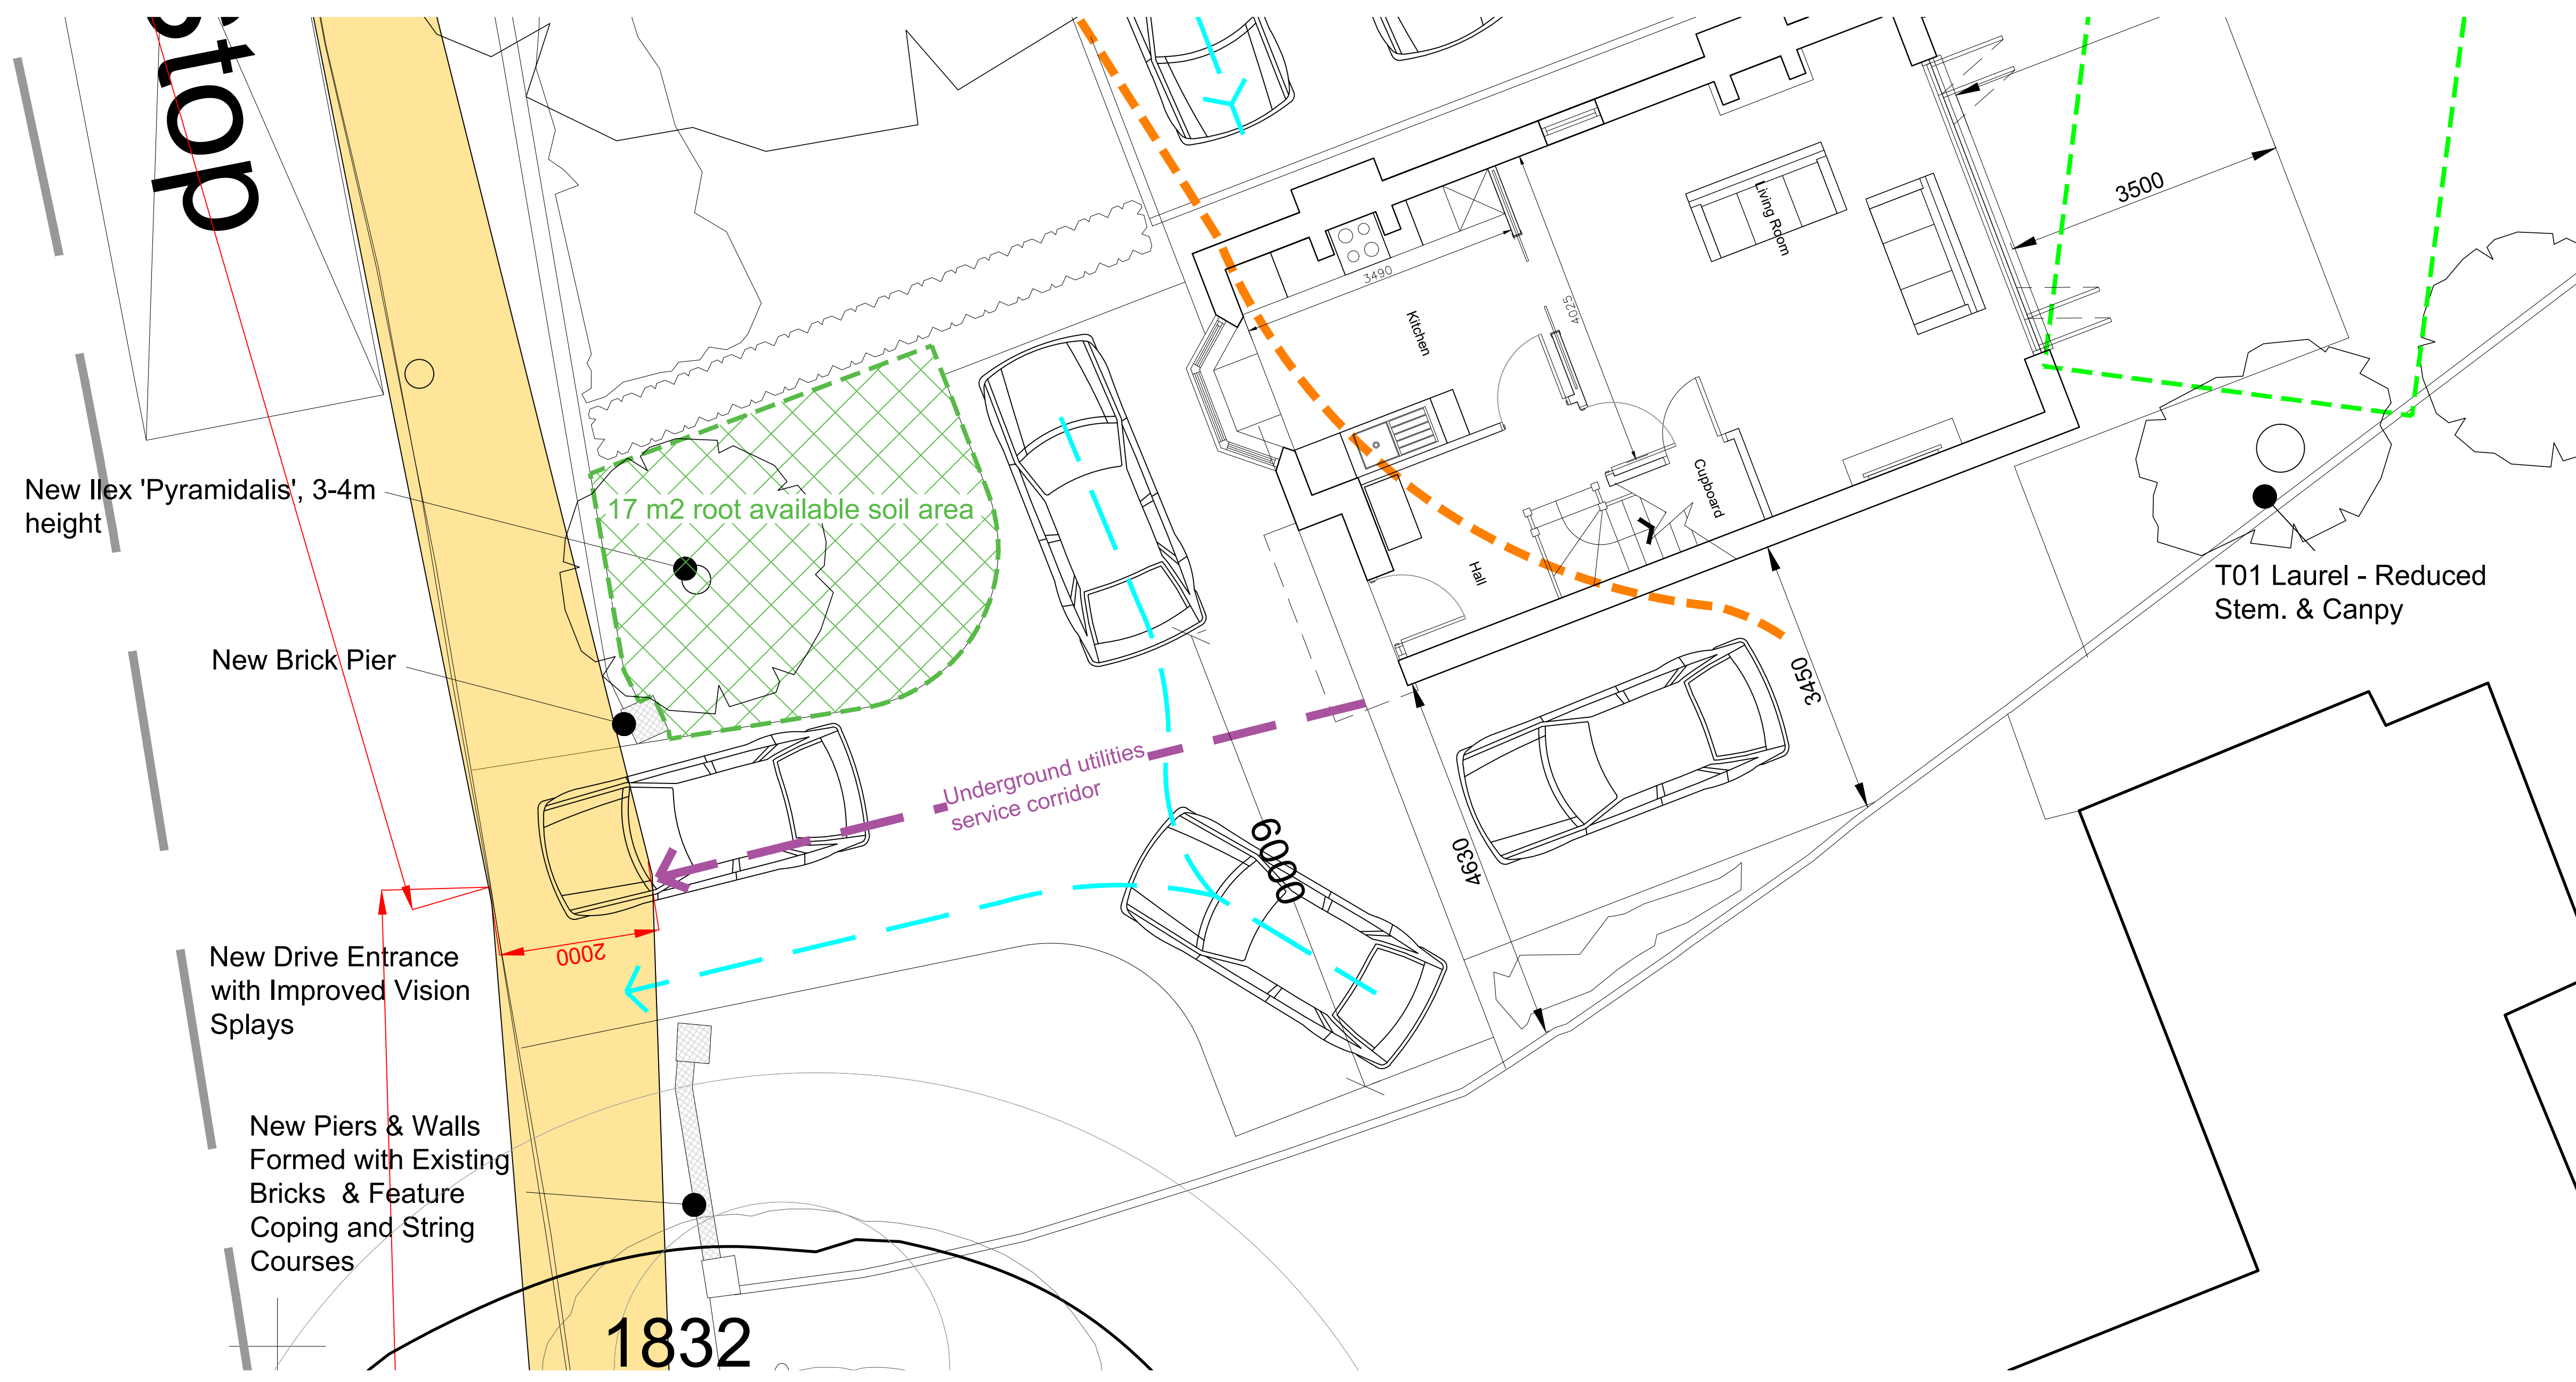 stop
3500
Living Room
3490
4025
Kitchen
New Ilex 'Pyramidalis', 3-4m
height
17 m2 root available soil area
Cupboard
Hall
T01 Laurel - Reduced
Stem. & Canpy
New Brick Pier
3450
Underground utilities
service corridor
6000
4630
2000
New Drive Entrance
with Improved Vision
Splays
New Piers & Walls
Formed with Existing
Bricks & Feature
Coping and String
Courses
1832